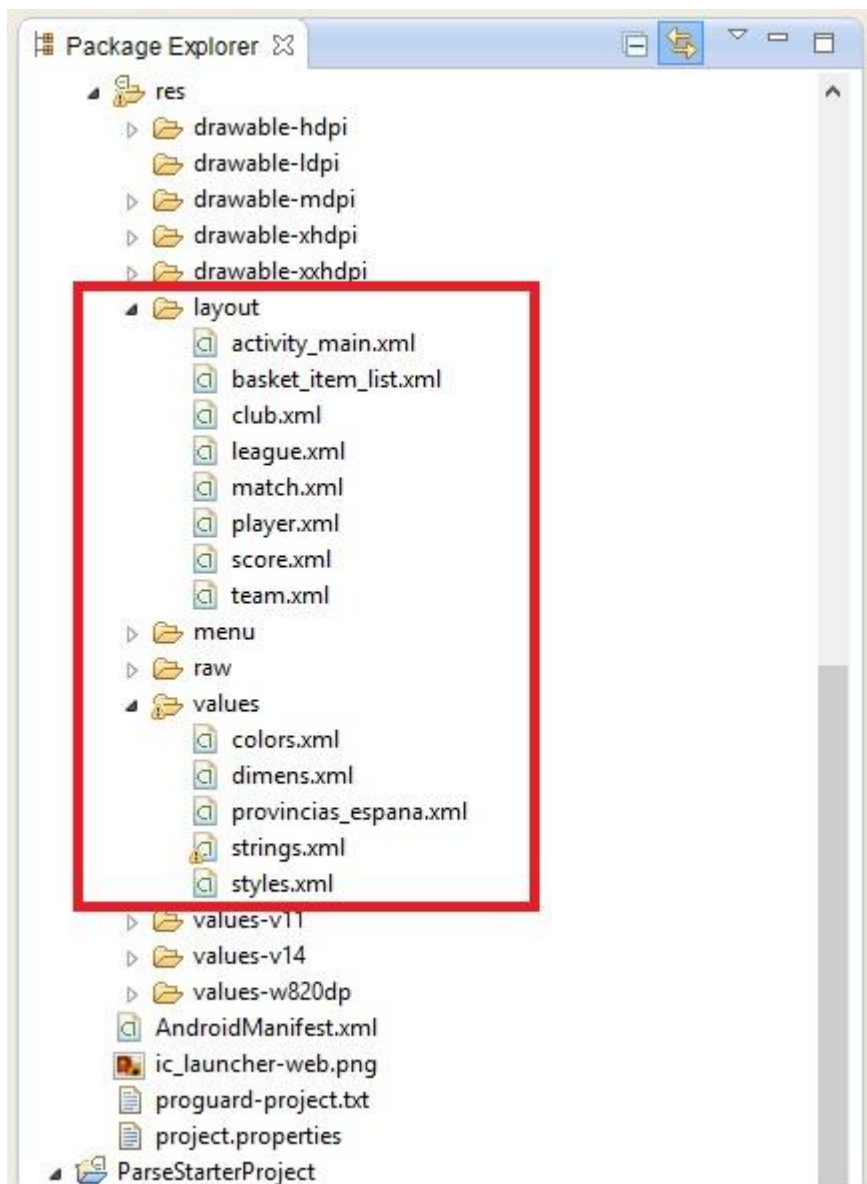 Package Explorer
res
drawable-hdpi
drawable-ldpi
drawable-mdpi
drawable-xhdpi
drawable-xxhdpi
layout
activity_main.xml
basket_item_list.xml
club.xml
league.xml
match.xml
player.xml
score.xml
team.xml
menu
raw
values
colors.xml
dimens.xml
provincias_espana.xml
strings.xml
styles.xml
values-v11
values-v14
values-w820dp
AndroidManifest.xml
ic_launcher-web.png
proguard-project.txt
project.properties
ParseStarterProject